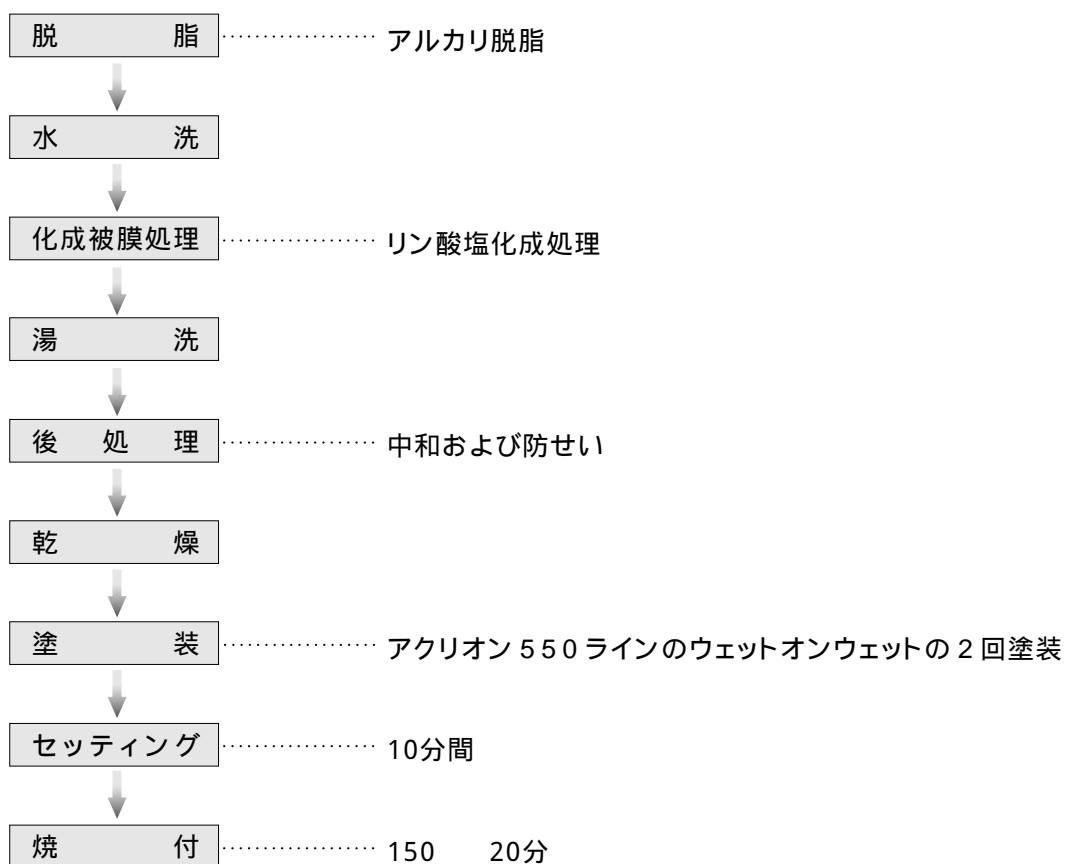 脱脂 アルカリ脱脂
水洗
化成被膜処理 リン酸塩化成処理
湯洗
後処理 中和および防せい
乾燥
塗装 アクリオン550ラインのウェットオンウェットの2回塗装
セッティング 10分間
焼付 150 20分